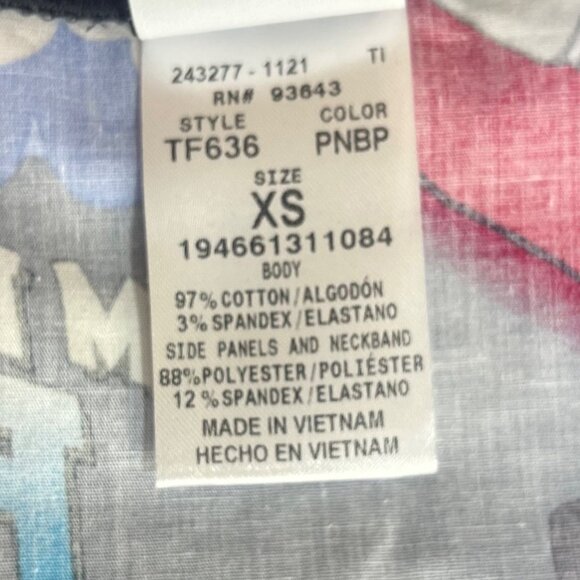 243277 - 1121 TI
RN# 93643
STYLE COLOR
TF636 PNBP
SIZE
XS
194661311084
BODY
97% COTTON/ALGODÓN
3% SPANDEX/ELASTANO
SIDE PANELS AND NECKBAND
88% POLYESTER/POLIÉSTER
12% SPANDEX/ELASTANO
MADE IN VIETNAM
HECHO EN VIETNAM